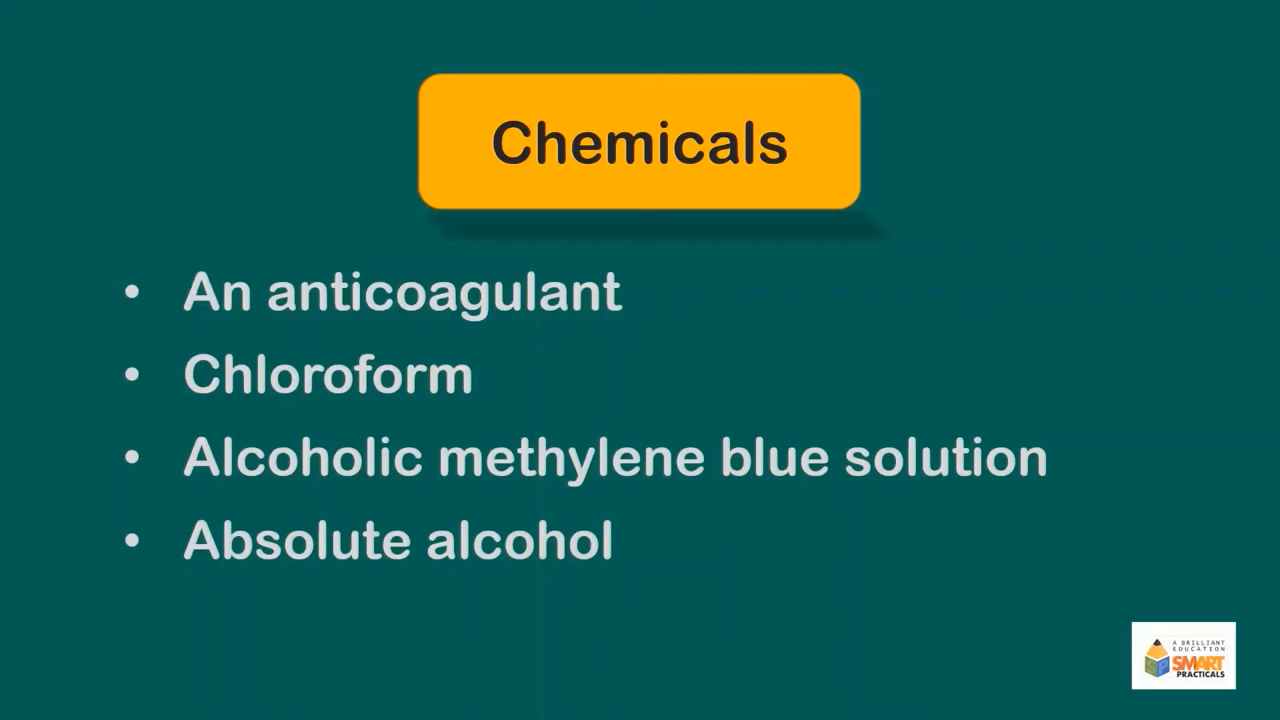 Chemicals
• An anticoagulant
• Chloroform
• Alcoholic methylene blue solution
• Absolute alcohol
A BRILLIANT
EDUCATION
SMART
PRACTICALS